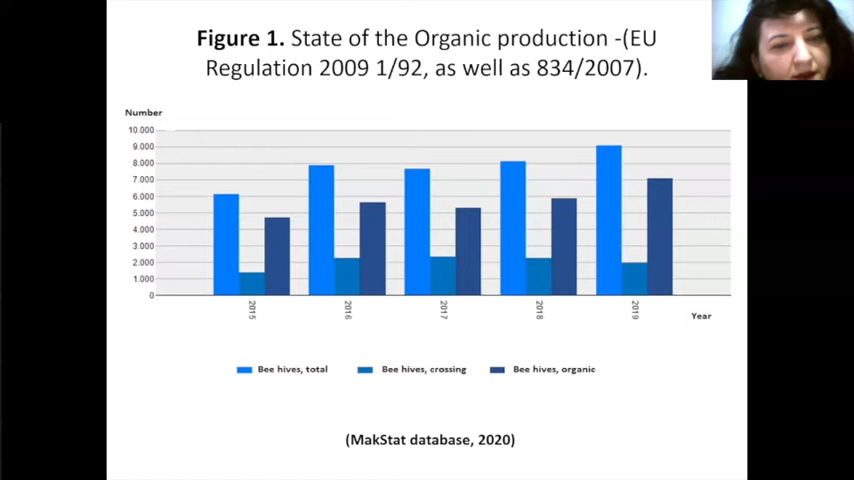 Figure 1. State of the Organic production -(EU
Regulation 2009 1/92, as well as 834/2007).
Number
10.000
9.000
8.000
7.000
6.000
5.000
4.000
3.000
2.000
1.000
0
2015 2016 2017 2018 2019
Year
Bee hives, total Bee hives, crossing Bee hives, organic
(MakStat database, 2020)